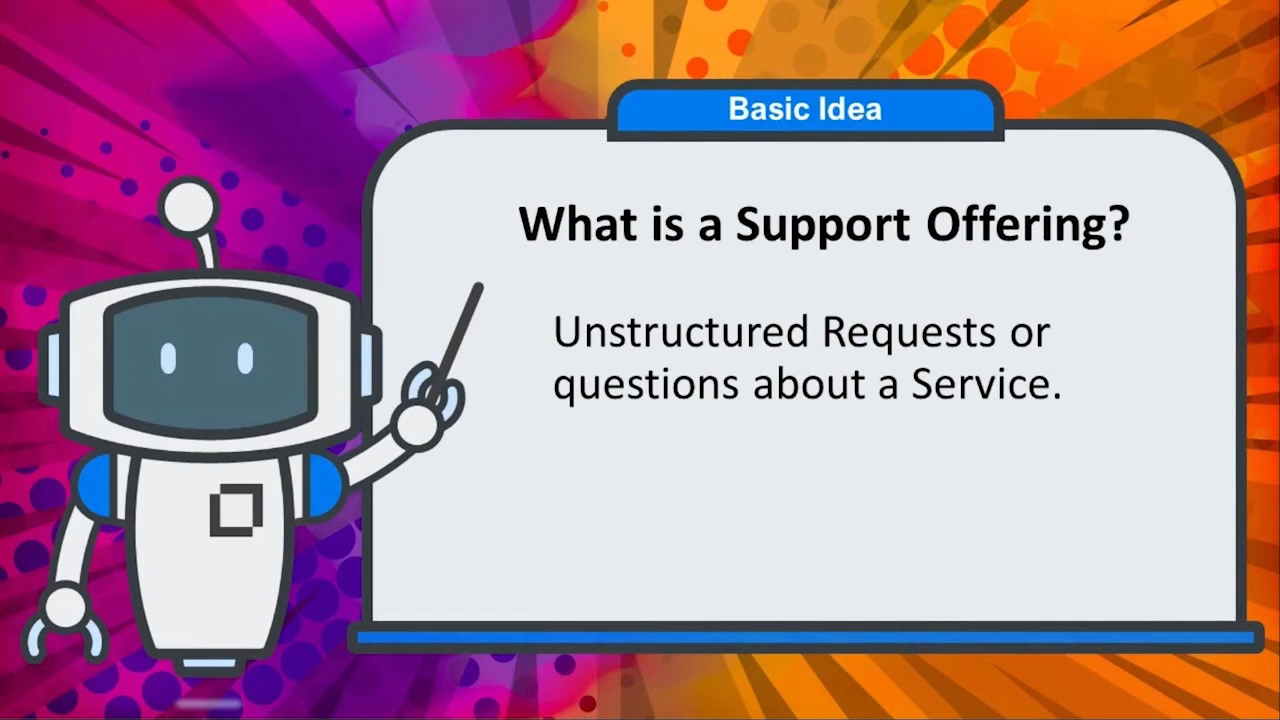 Basic Idea
What is a Support Offering?
Unstructured Requests or
questions about a Service.